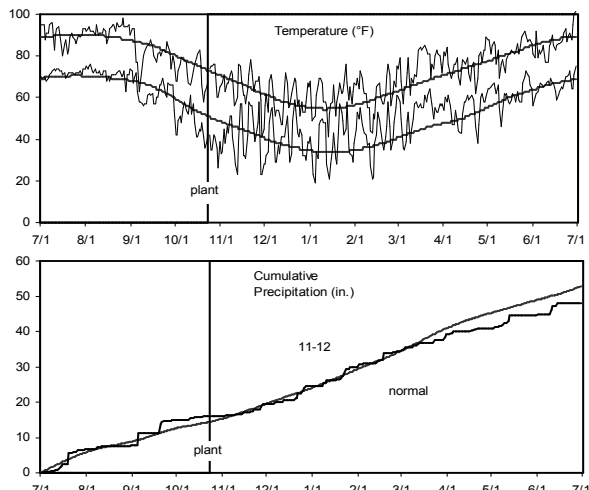 100
Temperature (°F)
80
60
40
20
plant
0
7/1 8/1 9/1 10/1 11/1 12/1 1/1 2/1 3/1 4/1 5/1 6/1 7/1
60
Cumulative
Precipitation (in.)
50
40
11-12
30
normal
20
10
plant
0
7/1 8/1 9/1 10/1 11/1 12/1 1/1 2/1 3/1 4/1 5/1 6/1 7/1